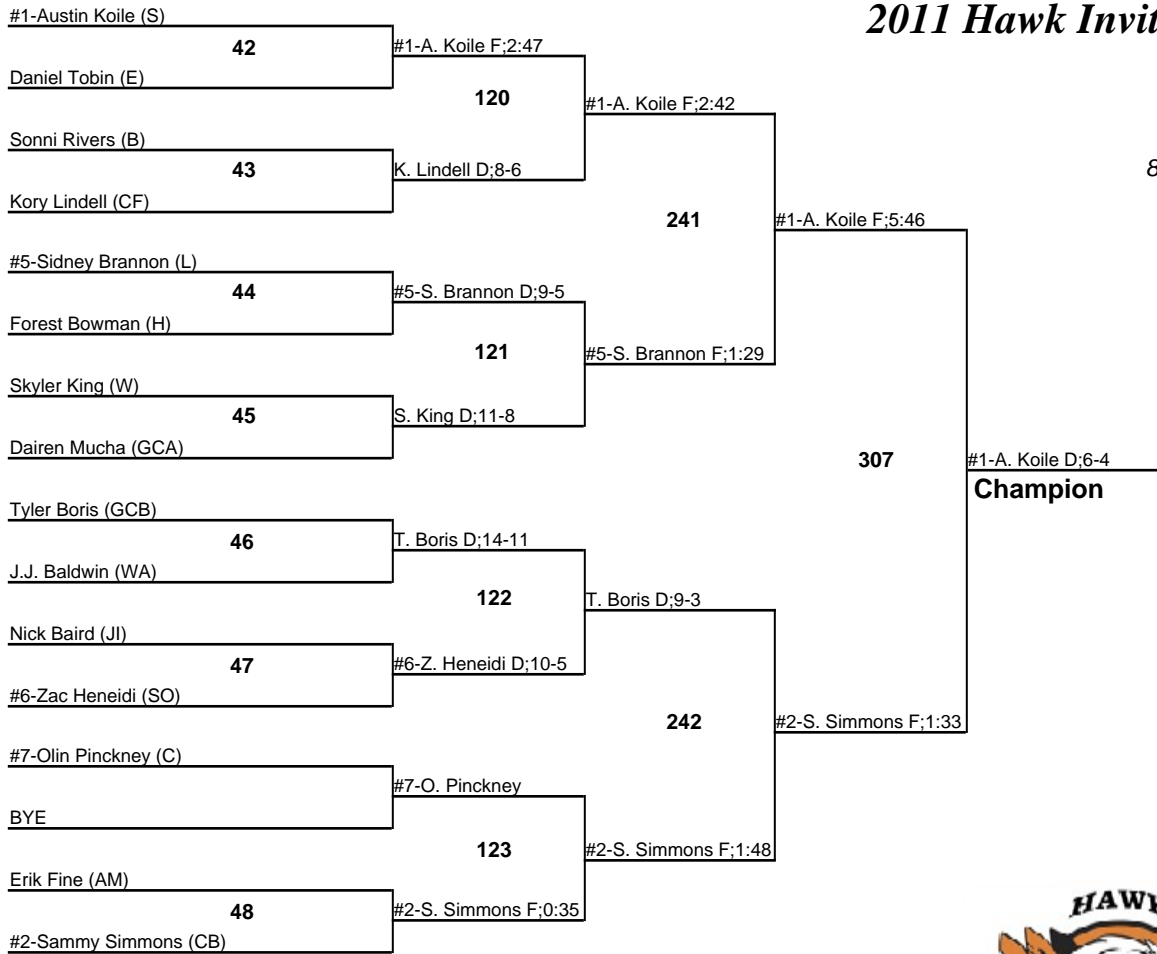 2011 Hawk Invit
8
#1-Austin Koile (S)
42
Daniel Tobin (E)
#1-A. Koile F;2:47
120
Sonni Rivers (B)
43
Kory Lindell (CF)
K. Lindell D;8-6
#1-A. Koile F;2:42
241
#5-Sidney Brannon (L)
44
Forest Bowman (H)
#5-S. Brannon D;9-5
121
Skyler King (W)
45
Dairen Mucha (GCA)
S. King D;11-8
#5-S. Brannon F;1:29
#1-A. Koile F;5:46
307
#1-A. Koile D;6-4
Champion
Tyler Boris (GCB)
46
J.J. Baldwin (WA)
T. Boris D;14-11
122
Nick Baird (JI)
47
#6-Zac Heneidi (SO)
#6-Z. Heneidi D;10-5
T. Boris D;9-3
242
#7-Olin Pinckney (C)
BYE
#7-O. Pinckney
123
Erik Fine (AM)
48
#2-Sammy Simmons (CB)
#2-S. Simmons F;0:35
#2-S. Simmons F;1:48
#2-S. Simmons F;1:33
HAWK